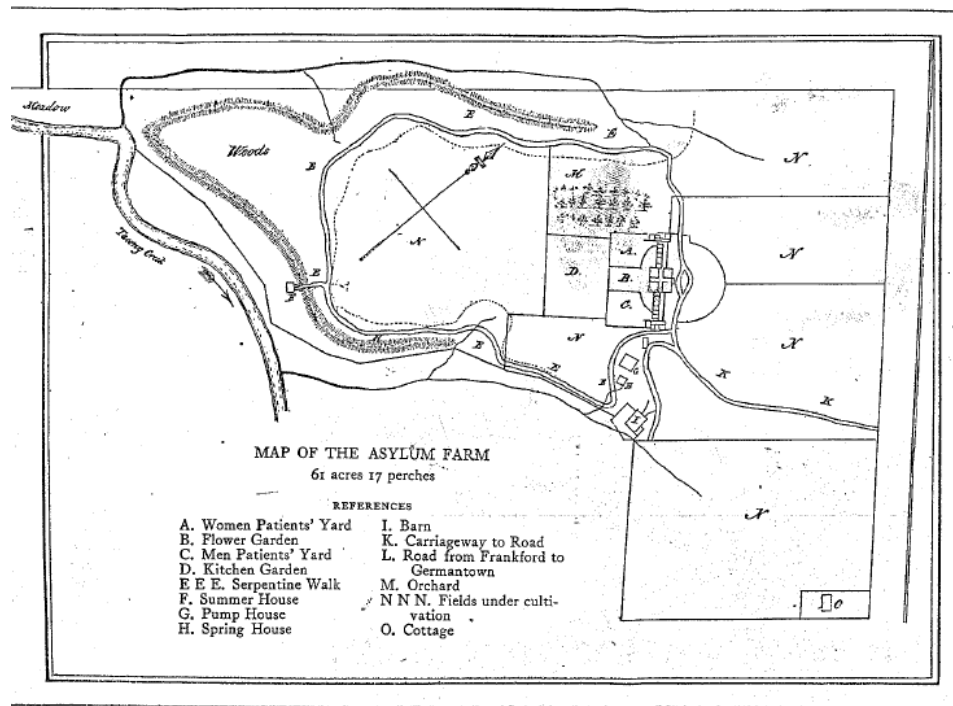 Meadow
Woods
E
E
E
N
M
N
N
A.
D.
B.
C.
E
F
N
N
E
E
E
G
H
I
K
K
N
O
MAP OF THE ASYLUM FARM
61 acres 17 perches
REFERENCES
A. Women Patients' Yard
B. Flower Garden
C. Men Patients' Yard
D. Kitchen Garden
E E E. Serpentine Walk
F. Summer House
G. Pump House
H. Spring House
I. Barn
K. Carriageway to Road
L. Road from Frankford to
Germantown
M. Orchard
N N N. Fields under culti-
vation
O. Cottage